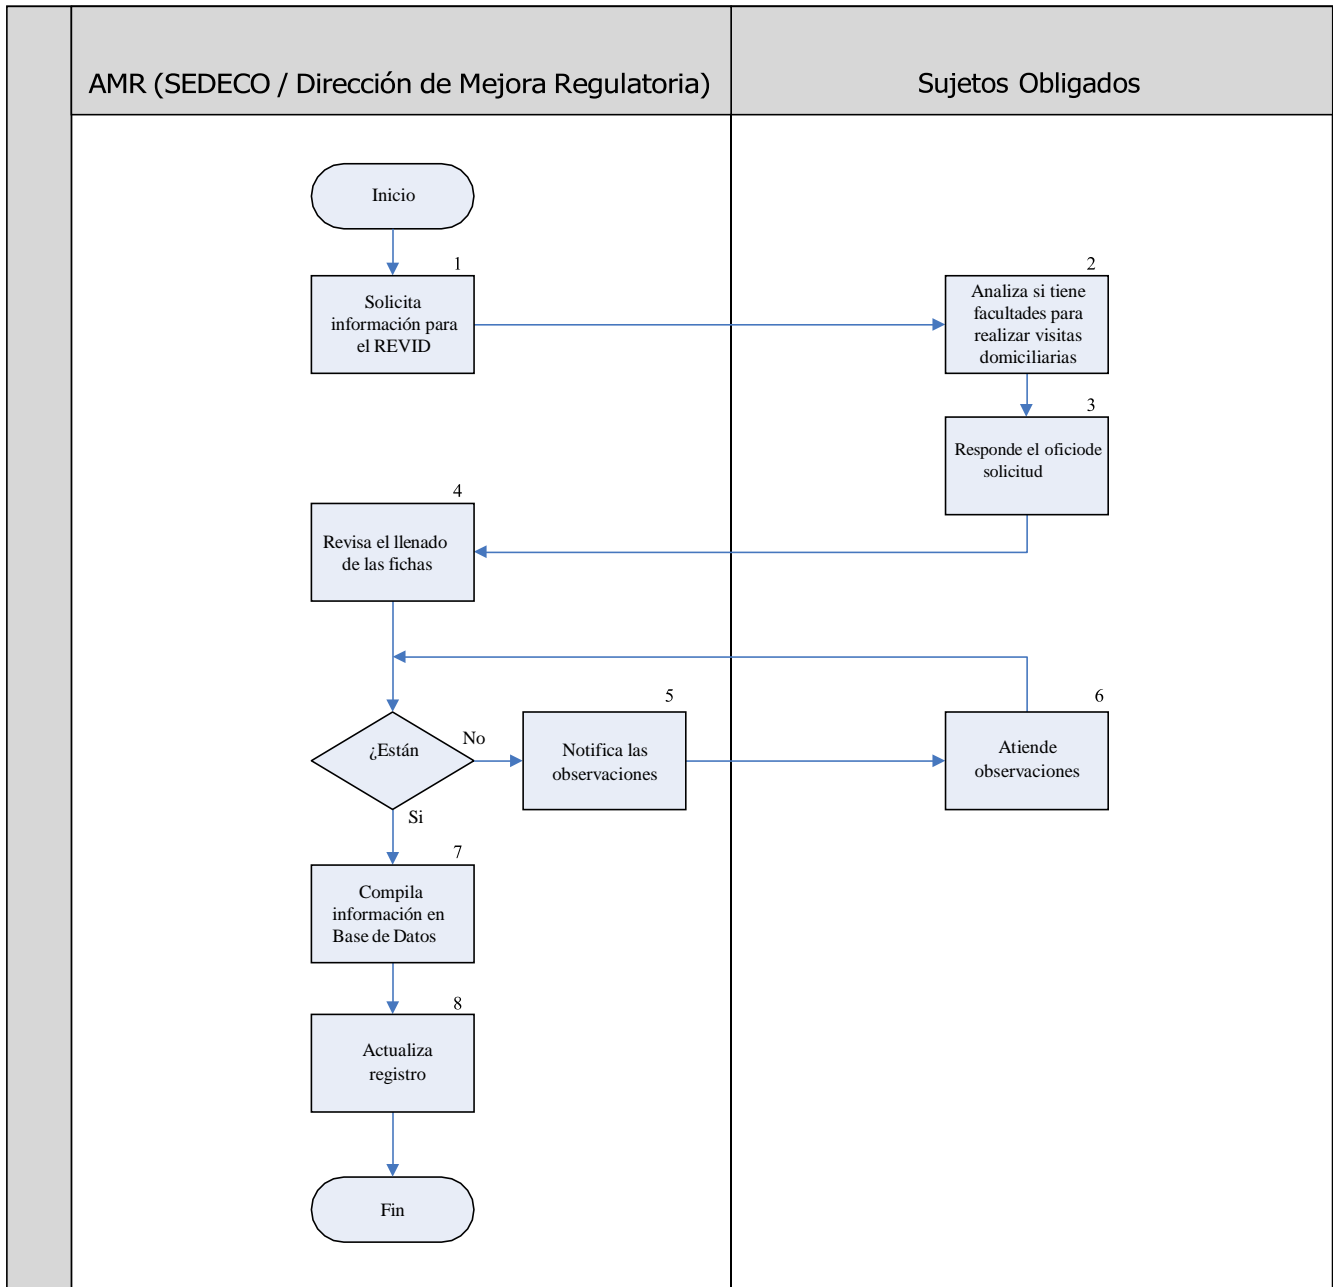 AMR (SEDECO / Dirección de Mejora Regulatoria)
Sujetos Obligados
Inicio
1
Solicita
información para
el REVID
2
Analiza si tiene
facultades para
realizar visitas
domiciliarias
3
Responde el oficiode
solicitud
4
Revisa el llenado
de las fichas
¿Están
No
Si
5
Notifica las
observaciones
6
Atiende
observaciones
7
Compila
información en
Base de Datos
8
Actualiza
registro
Fin